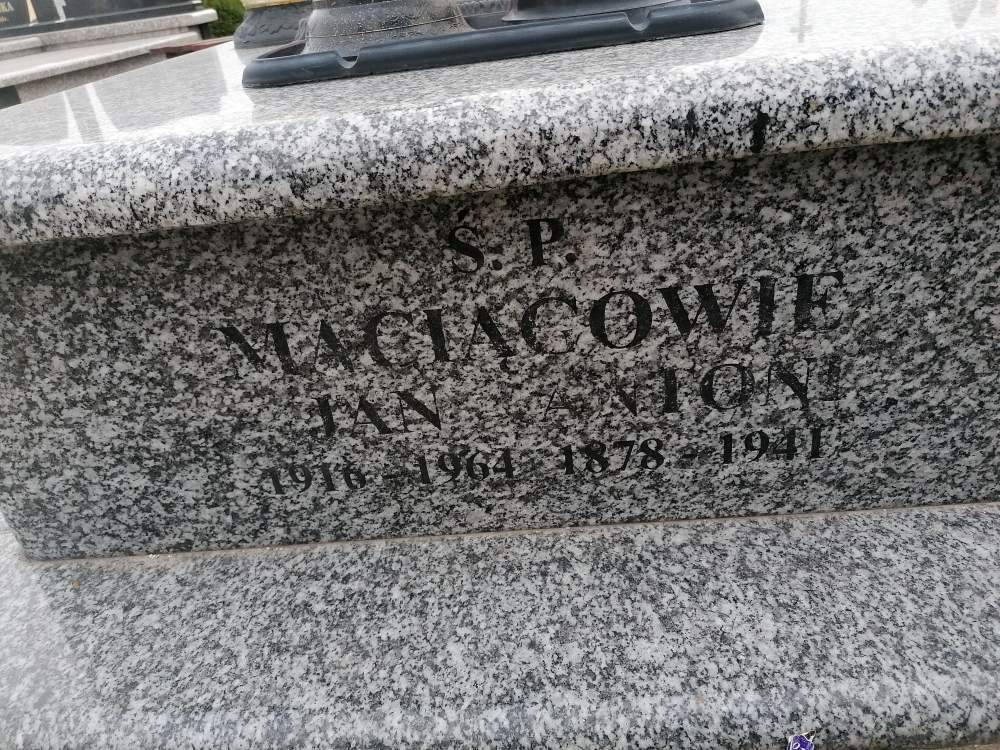 Ś. P.
MACIĄGOWIE
JAN ANTONI
1916 - 1964 1878 - 1941